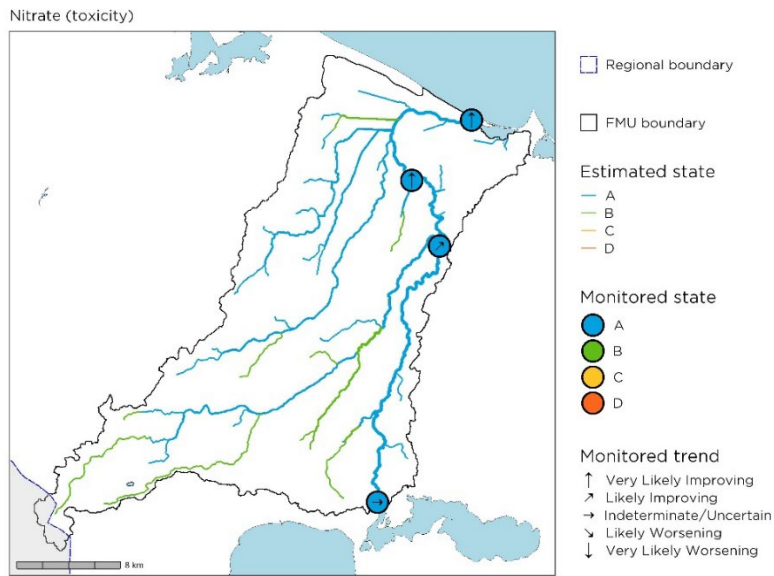 Nitrate (toxicity)
Regional boundary
FMU boundary
Estimated state
A
B
C
D
Monitored state
A
B
C
D
Monitored trend
↑ Very Likely Improving
↗ Likely Improving
→ Indeterminate/Uncertain
↘ Likely Worsening
↓ Very Likely Worsening
8 km